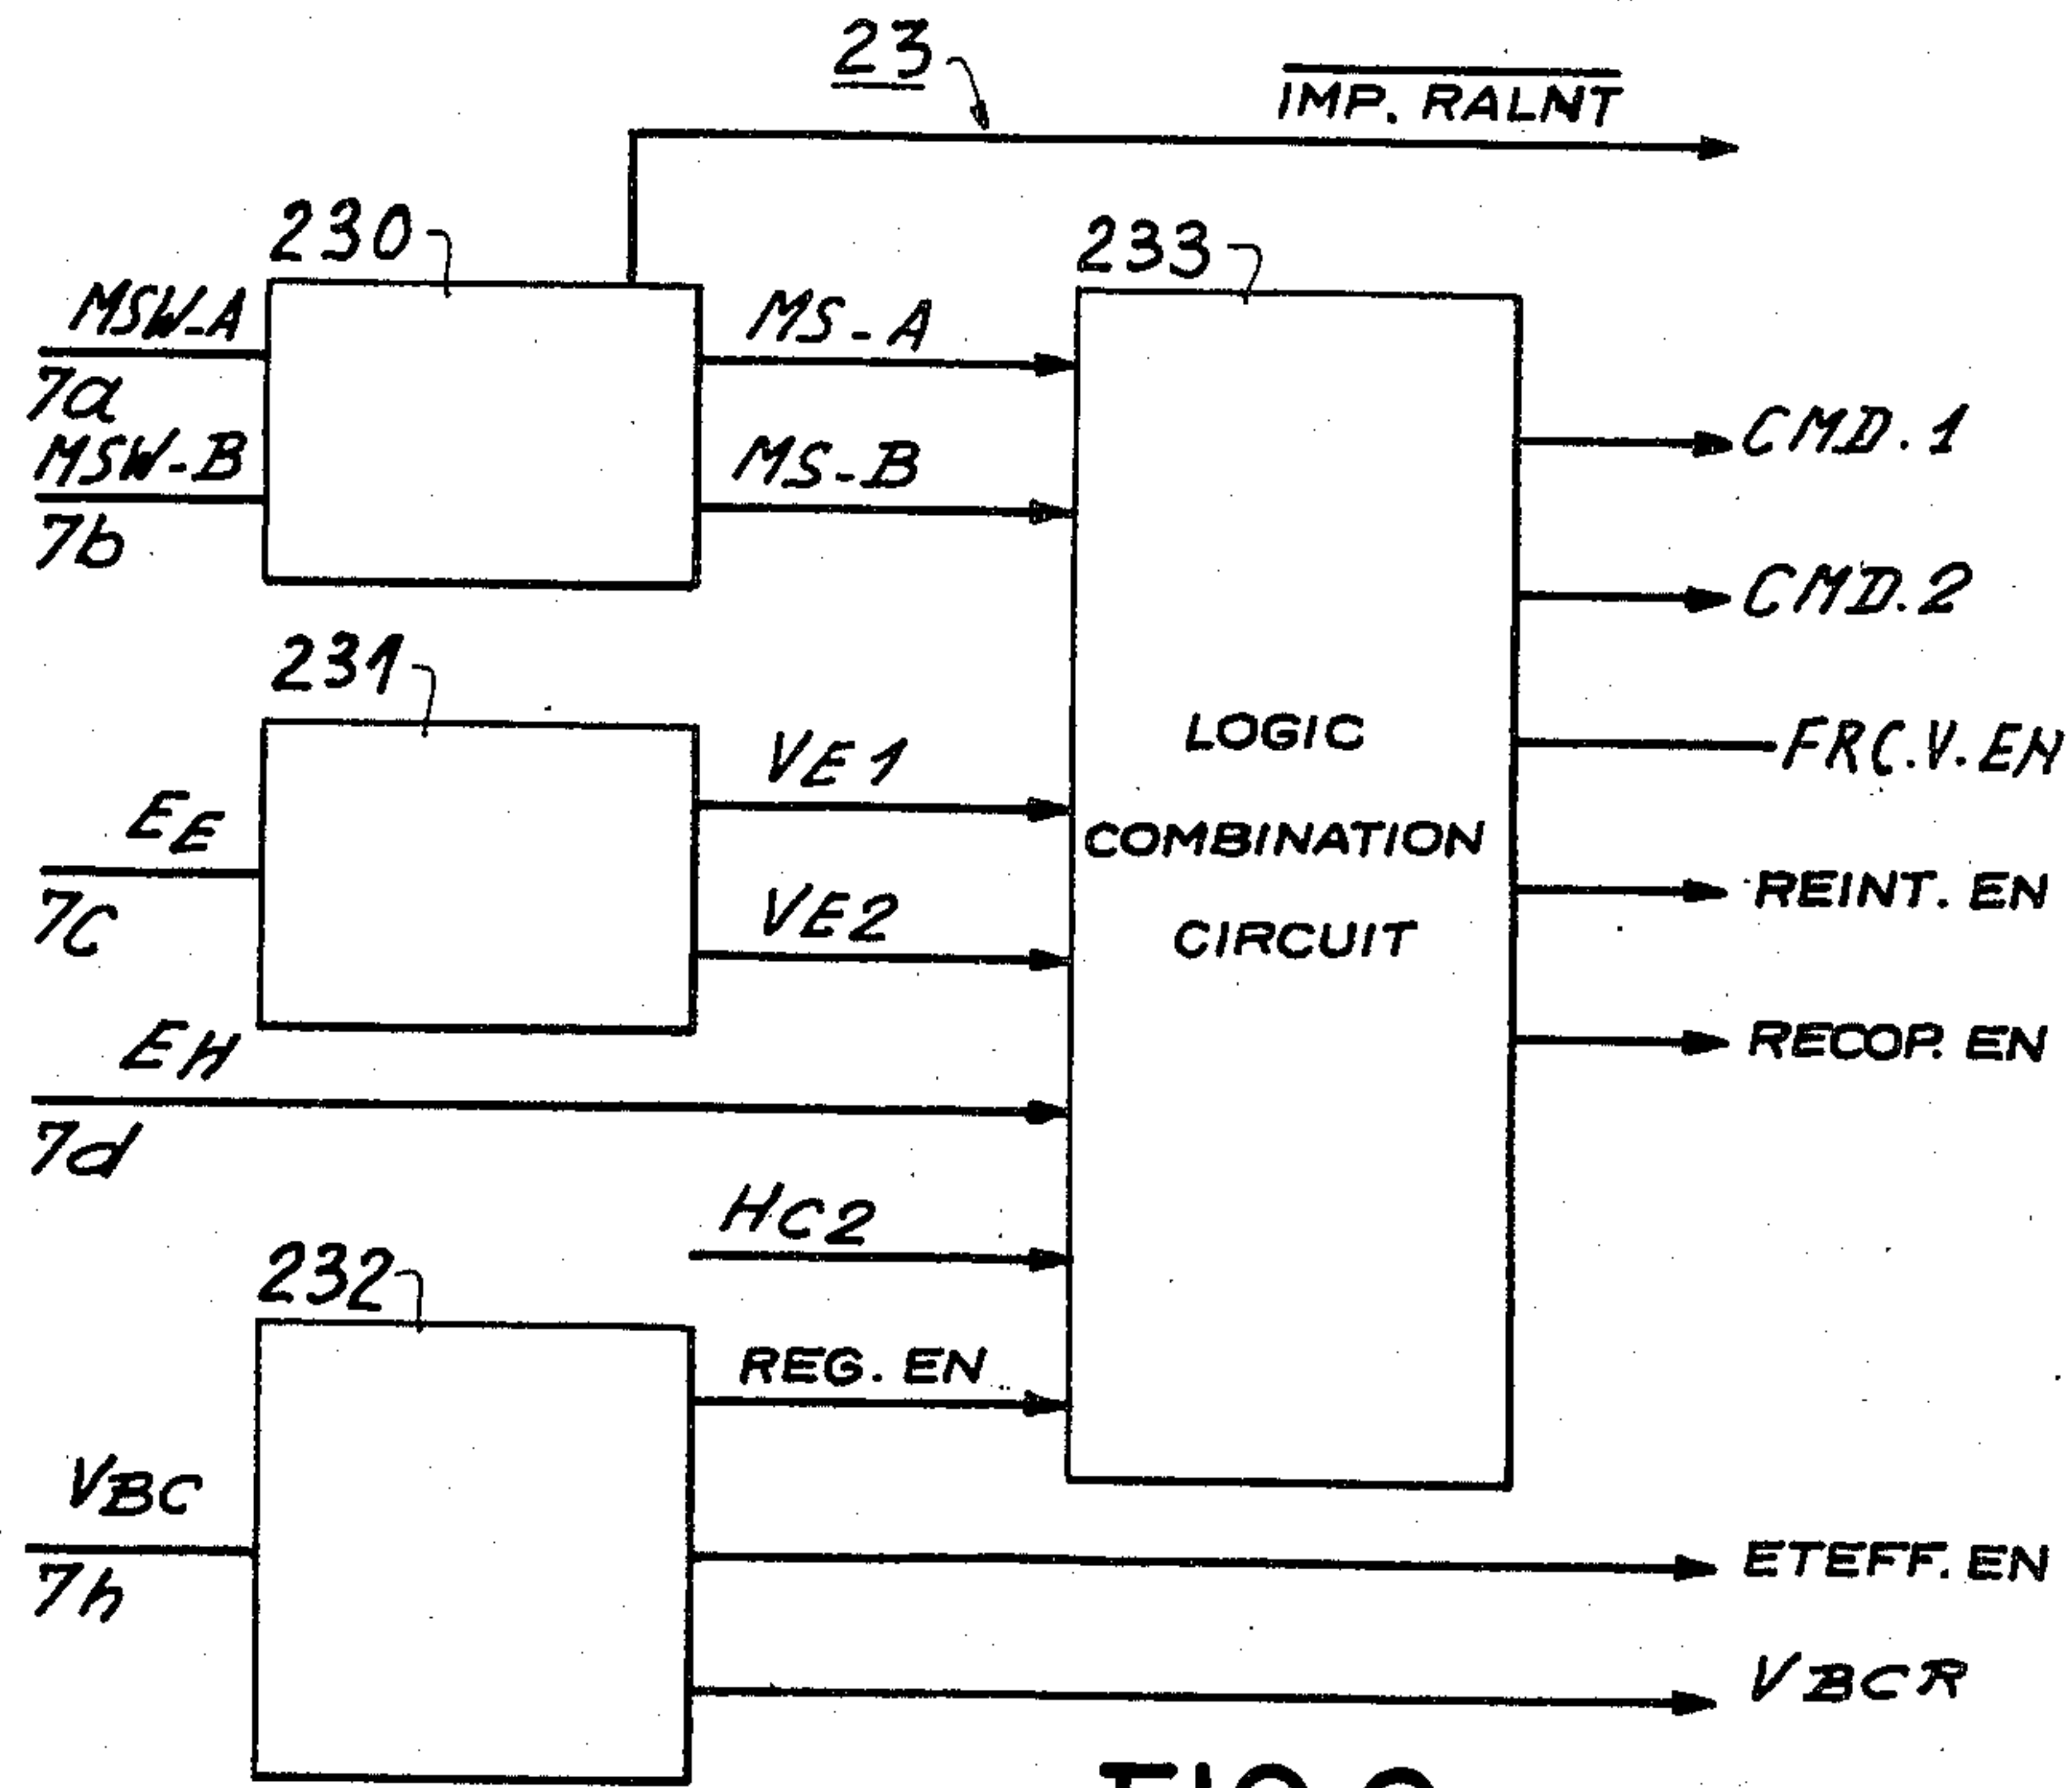 23
IMP. RALNT
230
233
MSW-A
MS-A
7a
CMD.1
MSW-B
MS-B
7b
CMD.2
231
LOGIC
VE1
FRC.V.EH
EE
COMBINATION
REINT. EN
7C
VE2
CIRCUIT
EH
RECOP. EN
7d
HC2
232
REG. EN
VBC
7h
ETEFF. EN
VBCR